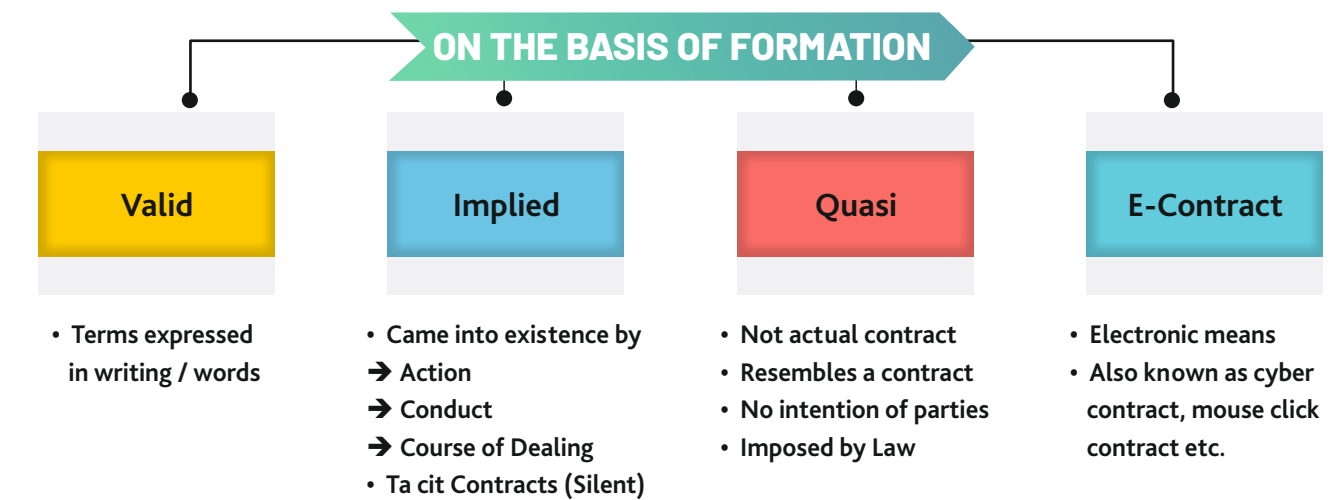 ON THE BASIS OF FORMATION
Valid
• Terms expressed
in writing / words
Implied
• Came into existence by
➔ Action
➔ Conduct
➔ Course of Dealing
• Ta cit Contracts (Silent)
Quasi
• Not actual contract
• Resembles a contract
• No intention of parties
• Imposed by Law
E-Contract
• Electronic means
• Also known as cyber
contract, mouse click
contract etc.